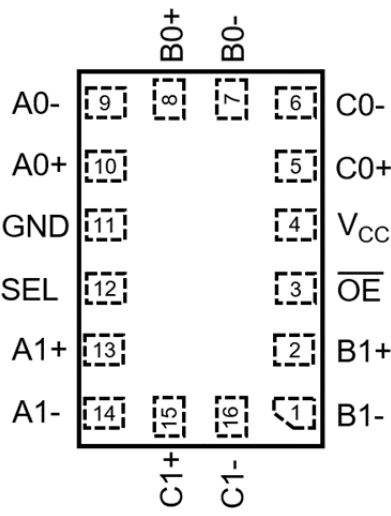 B0+ B0-
A0- 9 8 7 6 C0-
A0+ 10 5 C0+
GND 11 4 VCC
SEL 12 3 OE
A1+ 13 2 B1+
A1- 14 15 16 1 B1-
C1+ C1-